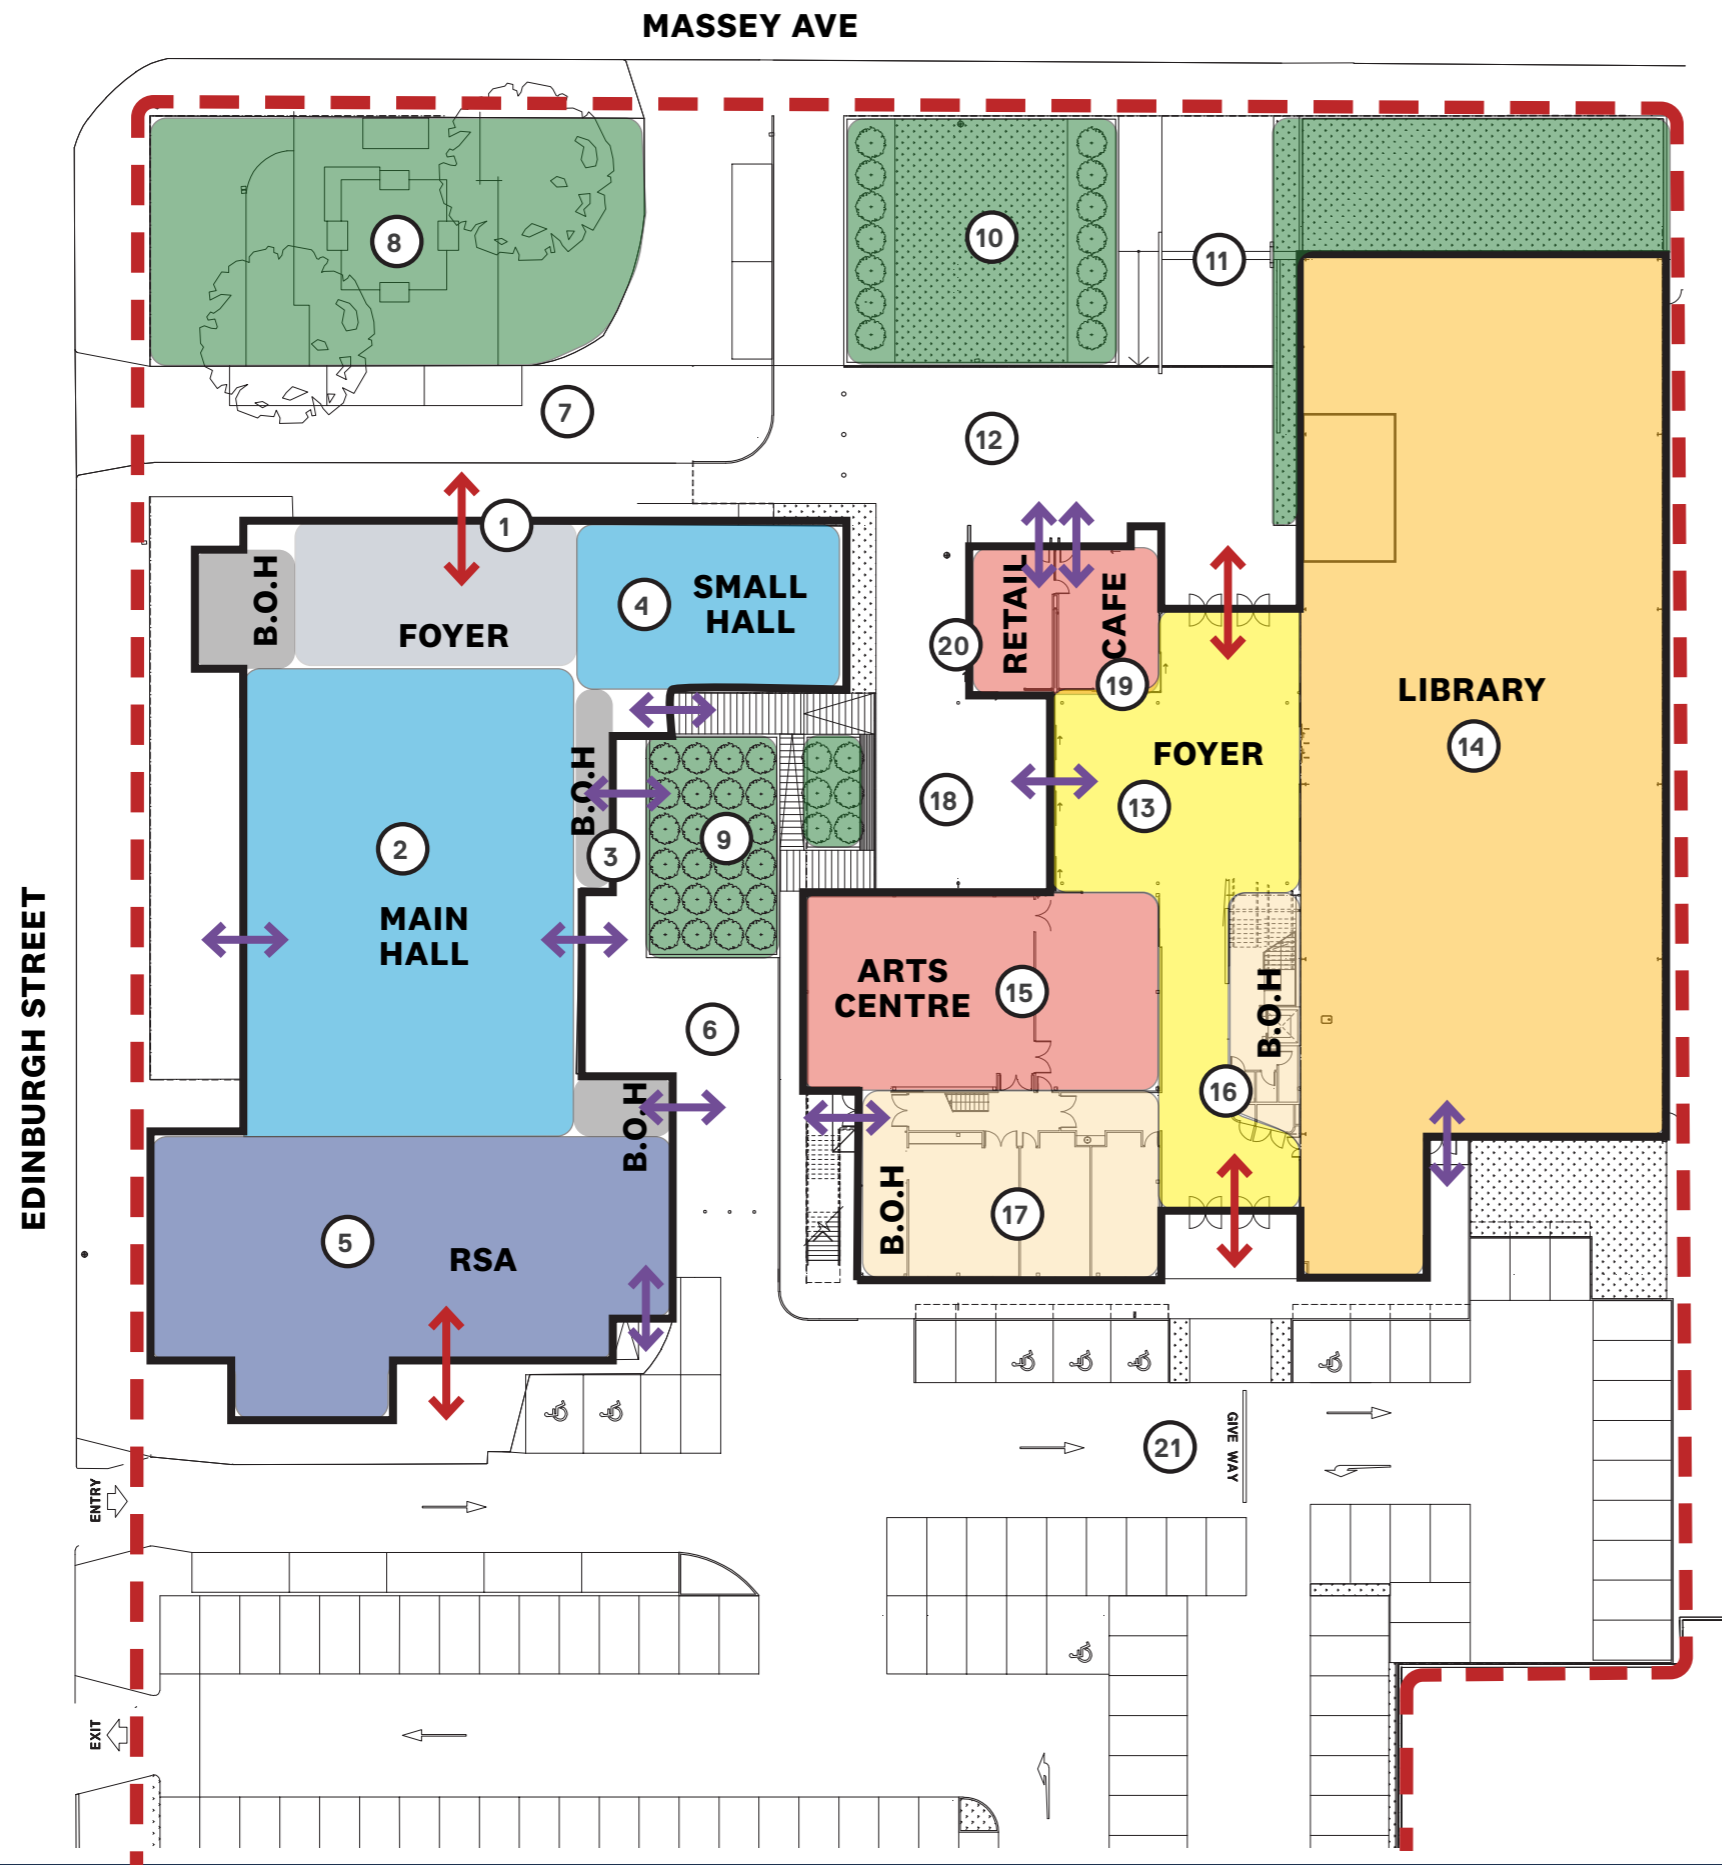 MASSEY AVE
8
10
11
7
12
1
B.O.H
FOYER
4
SMALL
HALL
RETAIL
CAFE
20
19
LIBRARY
14
FOYER
13
18
B.O.H
9
3
2
MAIN
HALL
EDINBURGH STREET
ARTS
CENTRE
15
6
B.O.H
16
B.O.H
B.O.H
17
5
RSA
GIVE WAY
21
ENTRY
EXIT